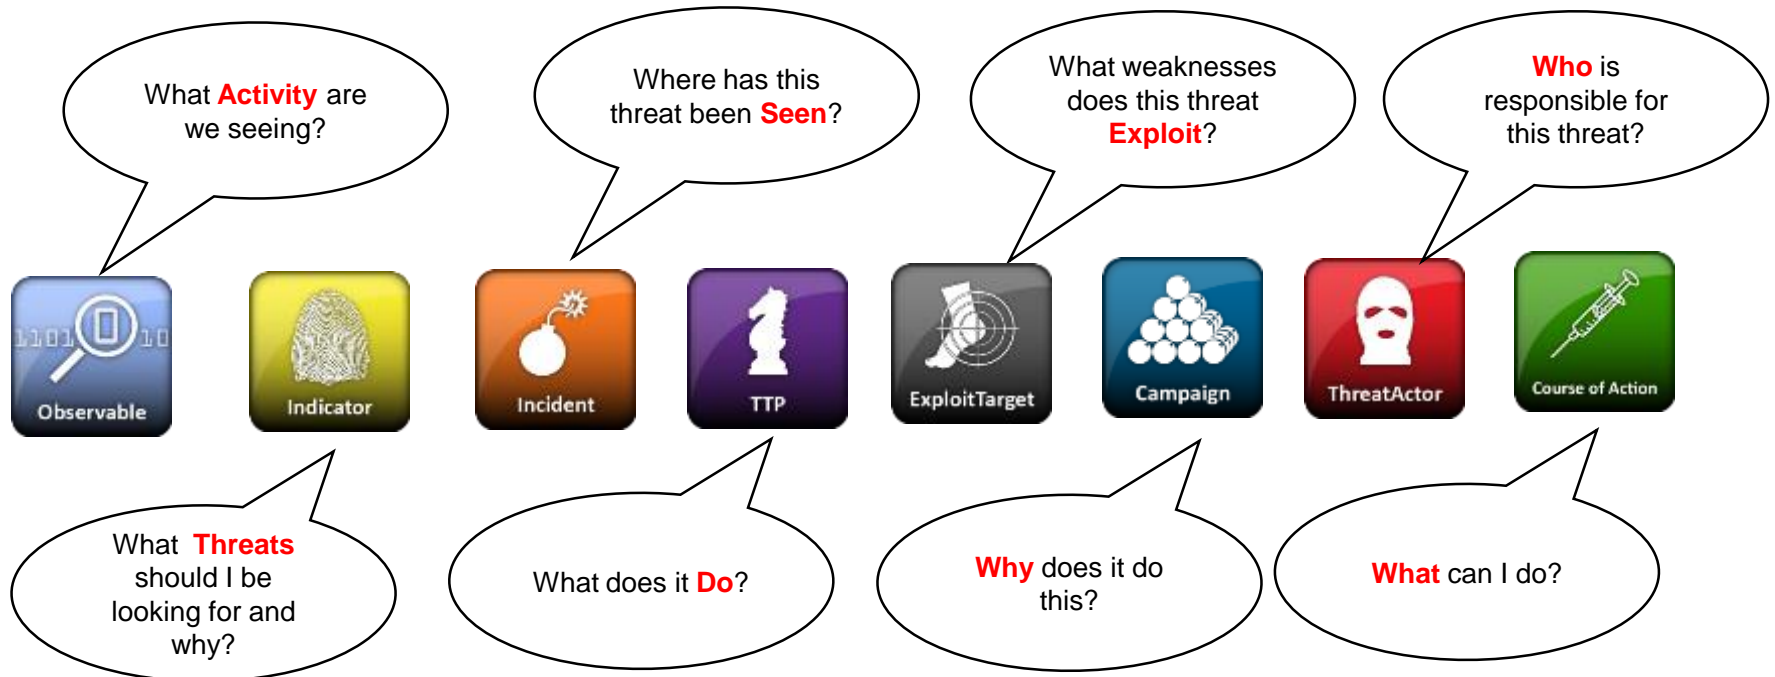 What Activity are
we seeing?
Where has this
threat been Seen?
What weaknesses
does this threat
Exploit?
Who is
responsible for
this threat?
1101 0 10
Observable
Indicator
Incident
TTP
ExploitTarget
Campaign
ThreatActor
Course of Action
What Threats
should I be
looking for and
why?
What does it Do?
Why does it do
this?
What can I do?